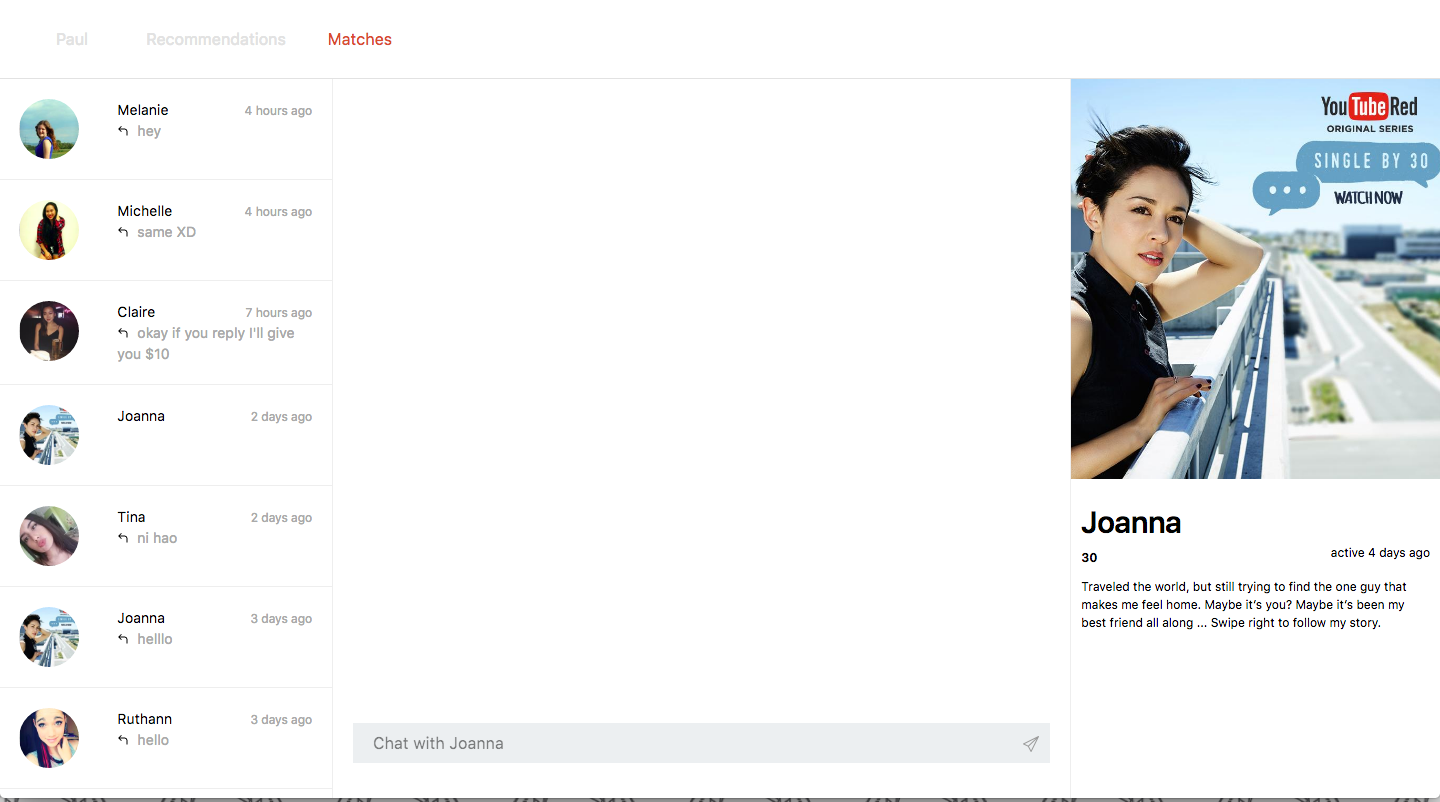 Paul Recommendations Matches
Melanie 4 hours ago
hey
Michelle 4 hours ago
same XD
Claire 7 hours ago
okay if you reply I'll give
you $10
Joanna 2 days ago
Tina 2 days ago
ni hao
Joanna 3 days ago
helllo
Ruthann 3 days ago
hello
Chat with Joanna
YouTube Red
ORIGINAL SERIES
SINGLE BY 30
WATCH NOW
Joanna
30 active 4 days ago
Traveled the world, but still trying to find the one guy that
makes me feel home. Maybe it’s you? Maybe it’s been my
best friend all along ... Swipe right to follow my story.